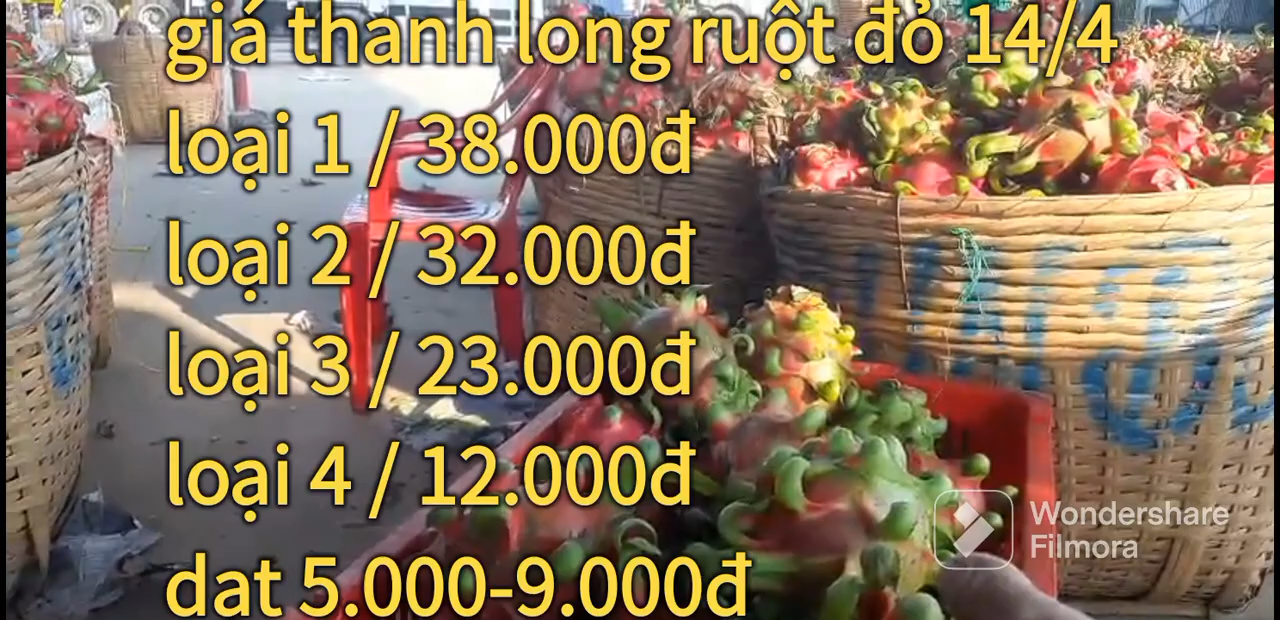 giá thanh long ruột đỏ 14/4
loại 1 / 38.000đ
loại 2 / 32.000đ
loại 3 / 23.000đ
loại 4 / 12.000đ
dạt 5.000-9.000đ
Wondershare
Filmora